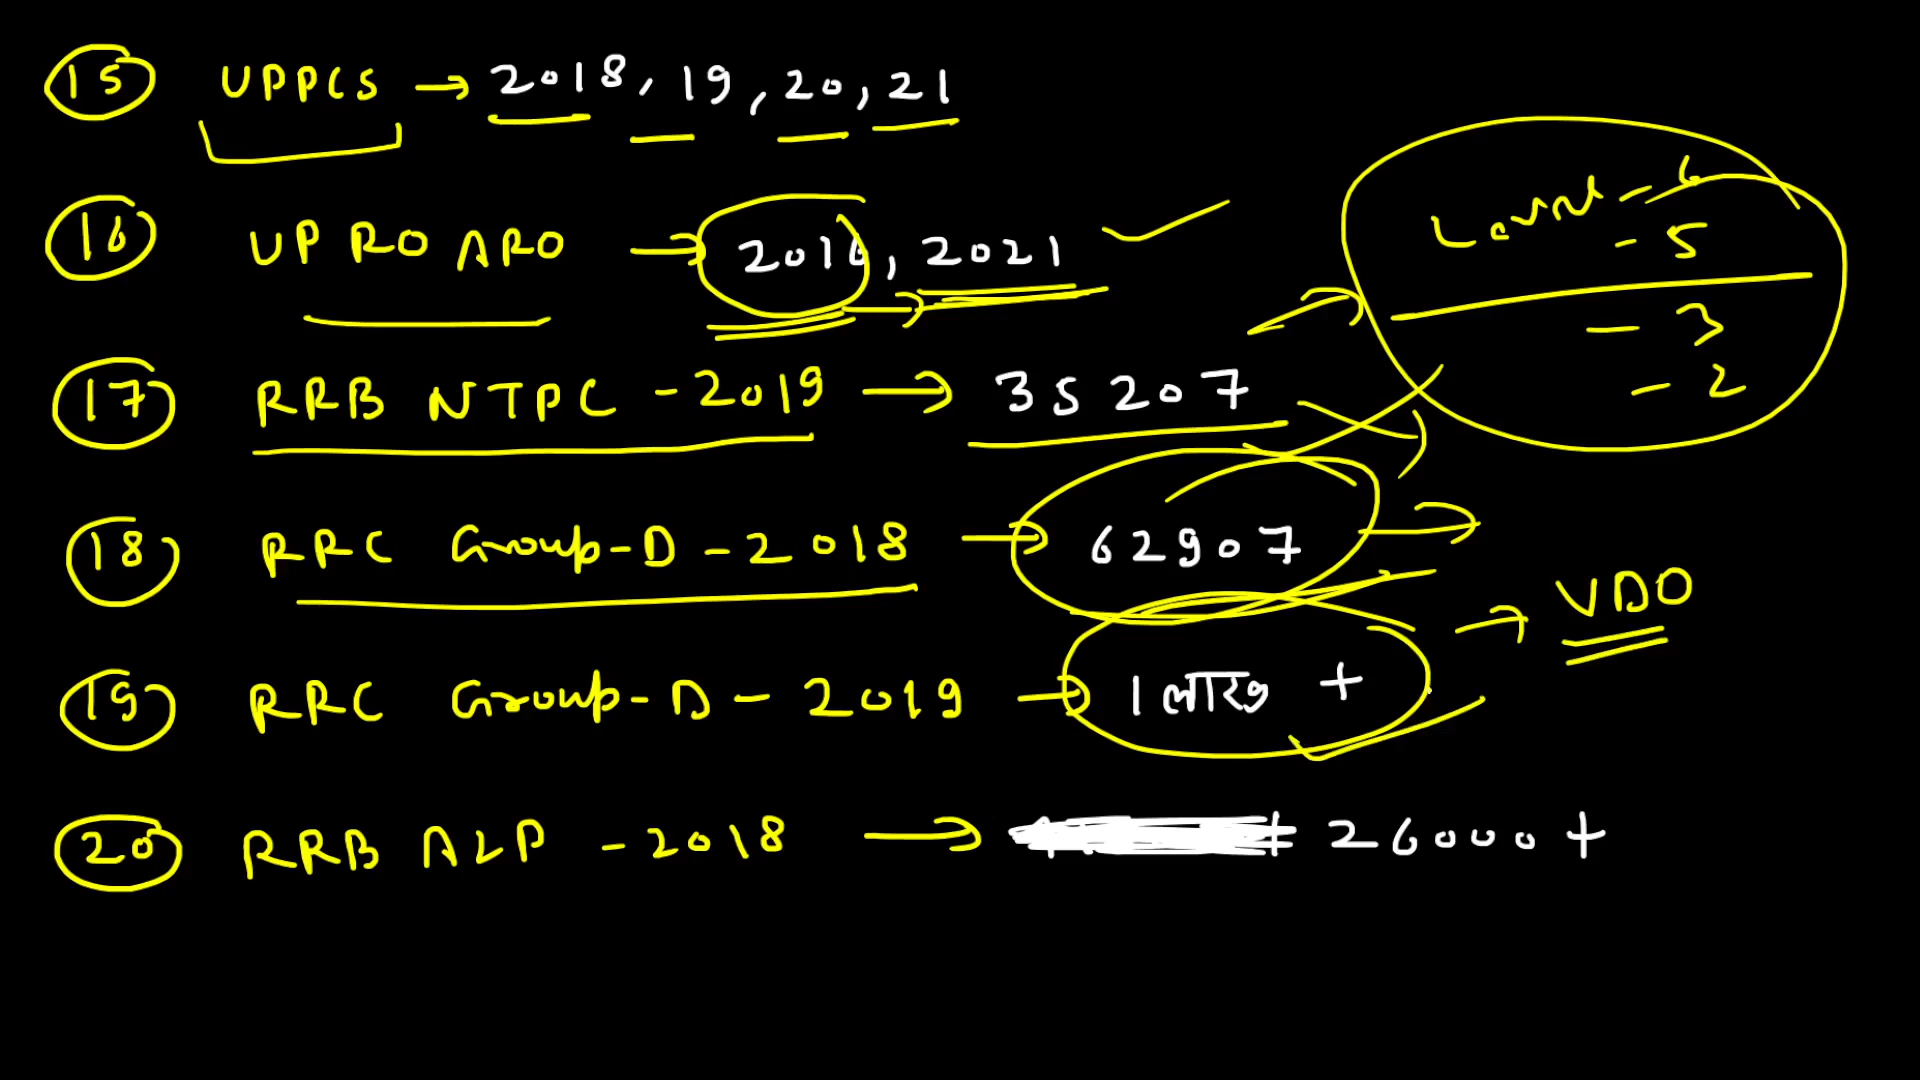 15 UPPCS → 2018, 19, 20, 21
16 UP RO ARO → 2016, 2021
Level - 6
- 5
- 3
- 2
17 RRB NTPC - 2019 → 35207
18 RRC Group-D - 2018 → 62907
→ VDO
19 RRC Group-D - 2019 → 1 लाख +
20 RRB ALP - 2018 → 26000 +